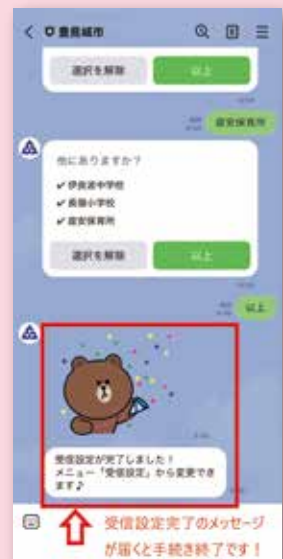 豊見城市
選択を解除
以上
座安保育所
他にありますか？
✔ 伊良波中学校
✔ 長嶺小学校
✔ 座安保育所
選択を解除
以上
以上
受信設定が完了しました！
メニュー「受信設定」から変更でき
ます♪
受信設定完了のメッセージ
が届くと手続き終了です！